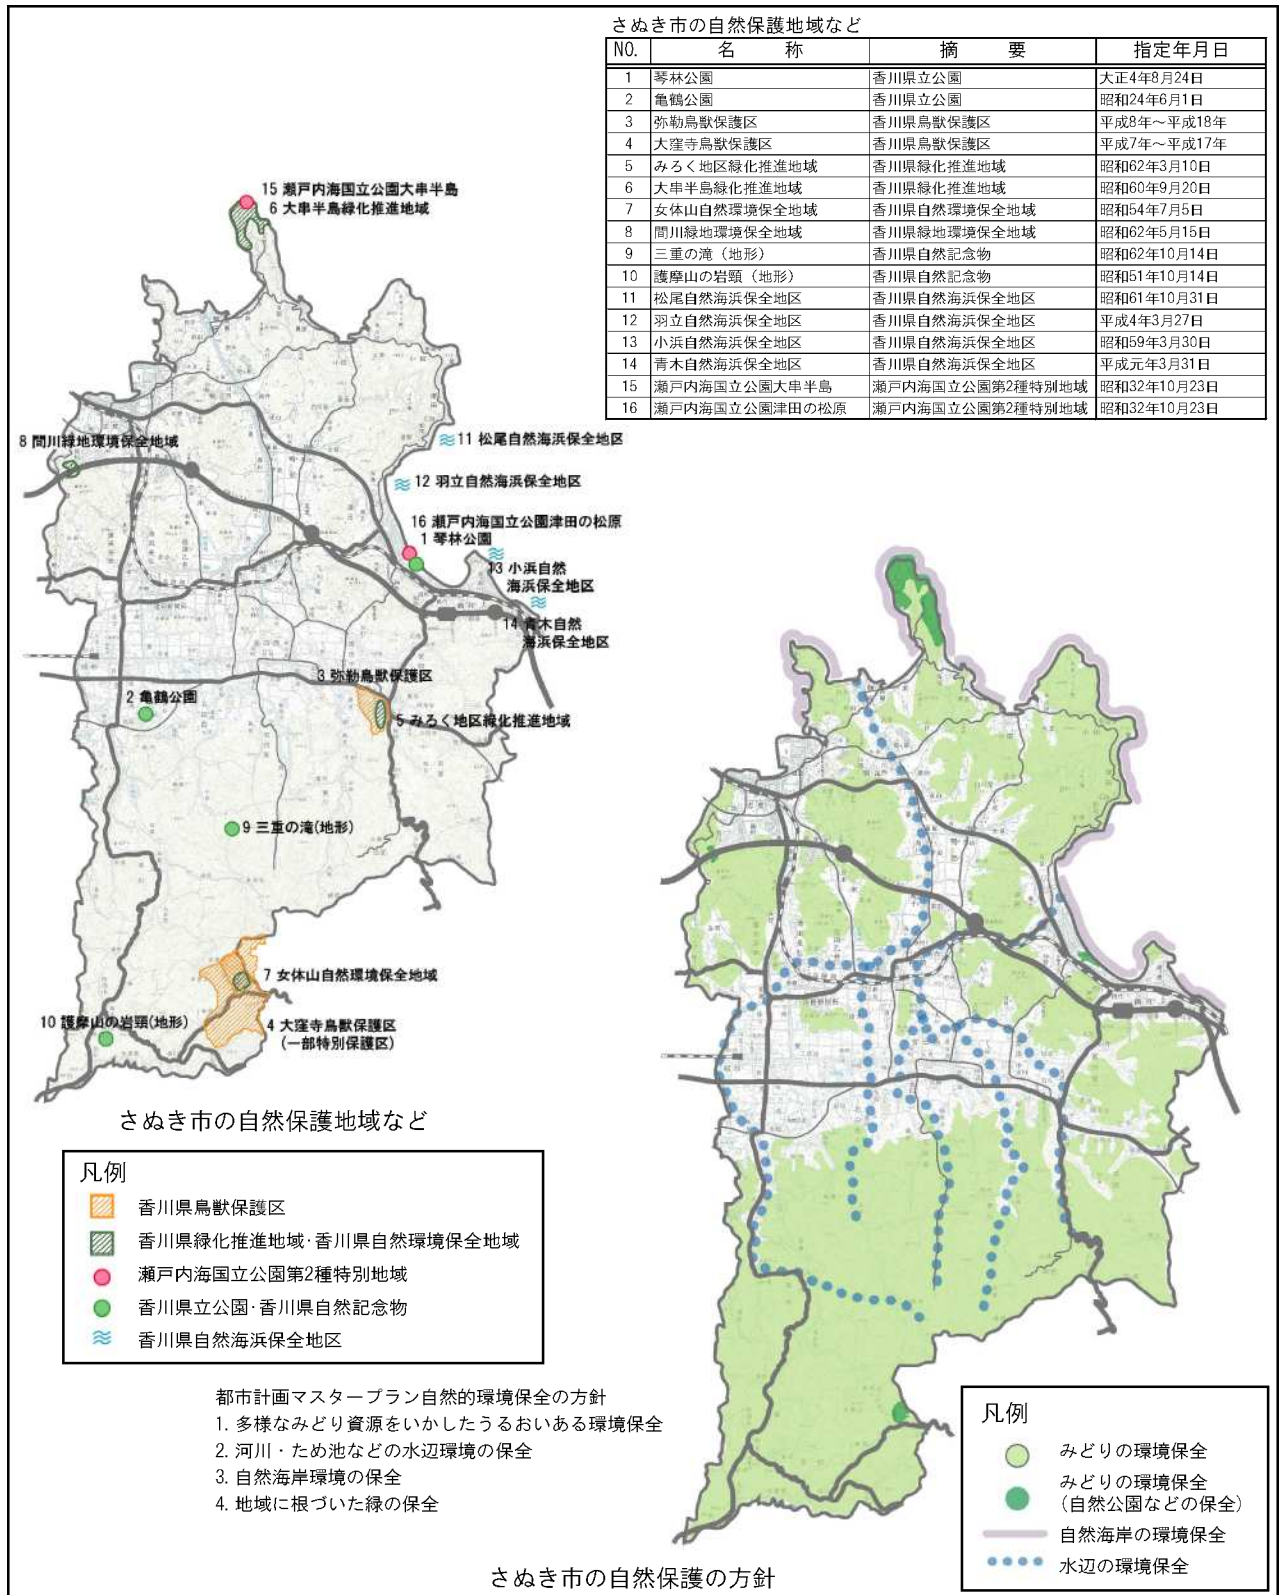 さぬき市の自然保護地域など
NO. 名称 摘要 指定年月日
1 琴林公園 香川県立公園 大正4年8月24日
2 亀鶴公園 香川県立公園 昭和24年6月1日
3 弥勒鳥獣保護区 香川県鳥獣保護区 平成8年～平成18年
4 大窪寺鳥獣保護区 香川県鳥獣保護区 平成7年～平成17年
5 みろく地区緑化推進地域 香川県緑化推進地域 昭和62年3月10日
6 大串半島緑化推進地域 香川県緑化推進地域 昭和60年9月20日
7 女体山自然環境保全地域 香川県自然環境保全地域 昭和54年7月5日
8 間川緑地環境保全地域 香川県緑地環境保全地域 昭和62年5月15日
9 三重の滝（地形） 香川県自然記念物 昭和62年10月14日
10 護摩山の岩頸（地形） 香川県自然記念物 昭和51年10月14日
11 松尾自然海浜保全地区 香川県自然海浜保全地区 昭和61年10月31日
12 羽立自然海浜保全地区 香川県自然海浜保全地区 平成4年3月27日
13 小浜自然海浜保全地区 香川県自然海浜保全地区 昭和59年3月30日
14 青木自然海浜保全地区 香川県自然海浜保全地区 平成元年3月31日
15 瀬戸内海国立公園大串半島 瀬戸内海国立公園第2種特別地域 昭和32年10月23日
16 瀬戸内海国立公園津田の松原 瀬戸内海国立公園第2種特別地域 昭和32年10月23日
15 瀬戸内海国立公園大串半島
6 大串半島緑化推進地域
8 間川緑地環境保全地域
11 松尾自然海浜保全地区
12 羽立自然海浜保全地区
16 瀬戸内海国立公園津田の松原
1 琴林公園
13 小浜自然
海浜保全地区
14 青木自然
海浜保全地区
3 弥勒鳥獣保護区
2 亀鶴公園
5 みろく地区緑化推進地域
9 三重の滝(地形)
7 女体山自然環境保全地域
10 護摩山の岩頸(地形)
4 大窪寺鳥獣保護区
(一部特別保護区)
さぬき市の自然保護地域など
凡例
香川県鳥獣保護区
香川県緑化推進地域・香川県自然環境保全地域
瀬戸内海国立公園第2種特別地域
香川県立公園・香川県自然記念物
香川県自然海浜保全地区
都市計画マスタープラン自然的環境保全の方針
1. 多様なみどり資源をいかしたうるおいある環境保全
2. 河川・ため池などの水辺環境の保全
3. 自然海岸環境の保全
4. 地域に根づいた緑の保全
凡例
みどりの環境保全
みどりの環境保全
(自然公園などの保全)
自然海岸の環境保全
水辺の環境保全
さぬき市の自然保護の方針